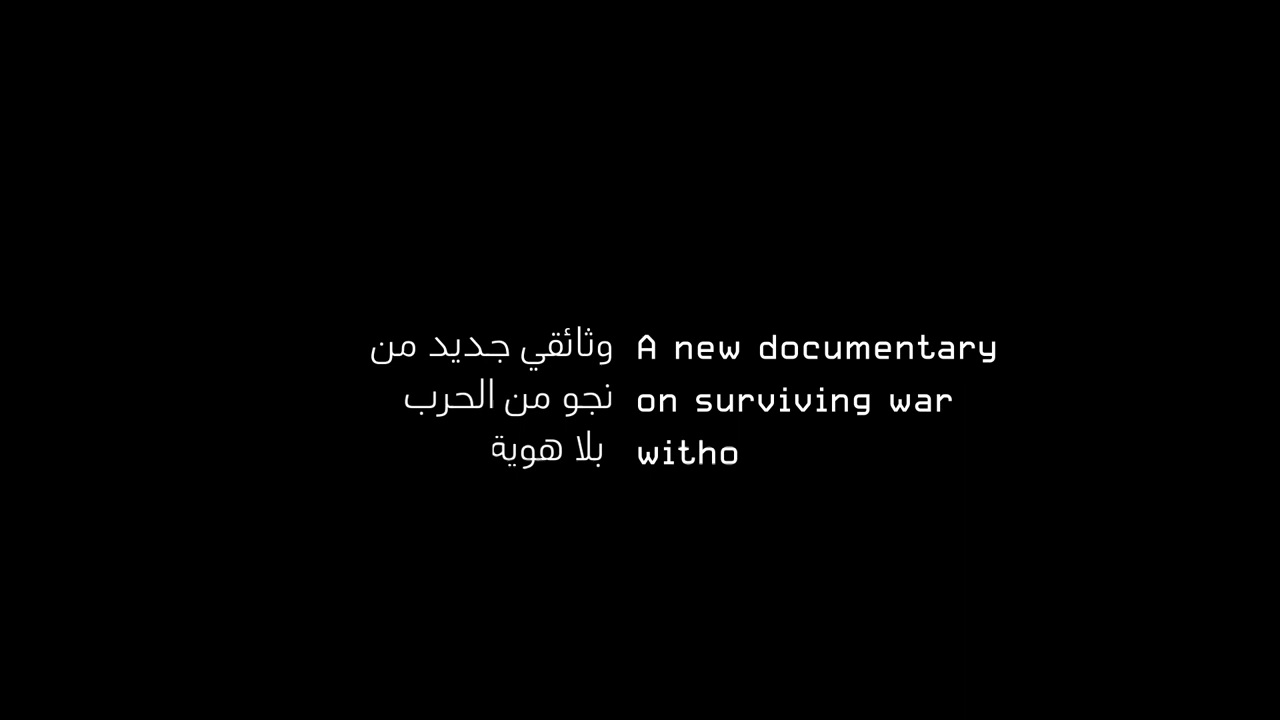 وثائقي جديد من
نجو من الحرب
بلا هوية
A new documentary
on surviving war
witho